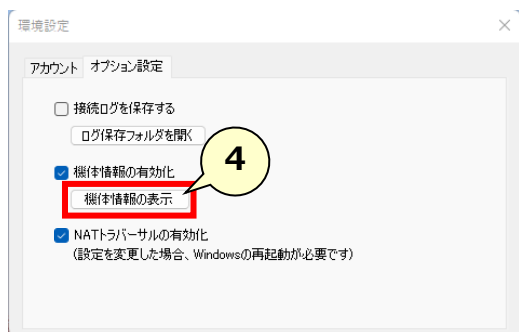 環境設定
アカウント オプション設定
接続ログを保存する
ログ保存フォルダを開く
4
機体情報の有効化
機体情報の表示
NATトラバーサルの有効化
(設定を変更した場合、Windowsの再起動が必要です)